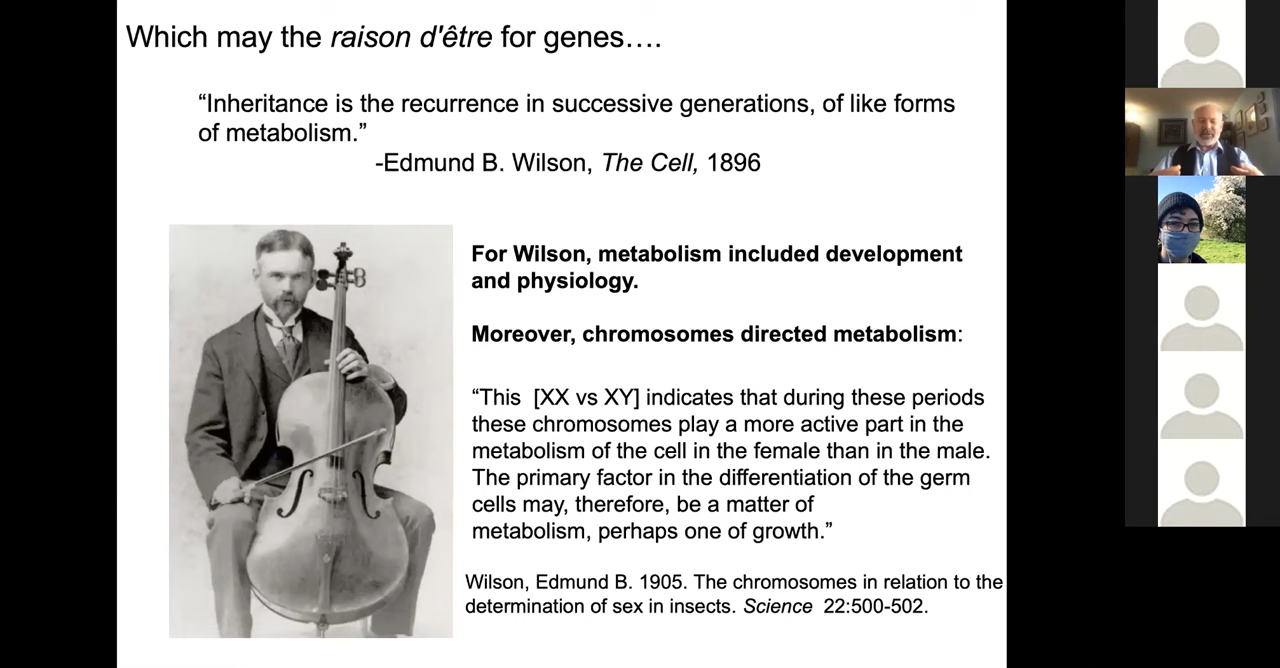 Which may the raison d'être for genes….
“Inheritance is the recurrence in successive generations, of like forms
of metabolism.”
-Edmund B. Wilson, The Cell, 1896
For Wilson, metabolism included development
and physiology.
Moreover, chromosomes directed metabolism:
“This [XX vs XY] indicates that during these periods
these chromosomes play a more active part in the
metabolism of the cell in the female than in the male.
The primary factor in the differentiation of the germ
cells may, therefore, be a matter of
metabolism, perhaps one of growth.”
Wilson, Edmund B. 1905. The chromosomes in relation to the
determination of sex in insects. Science 22:500-502.